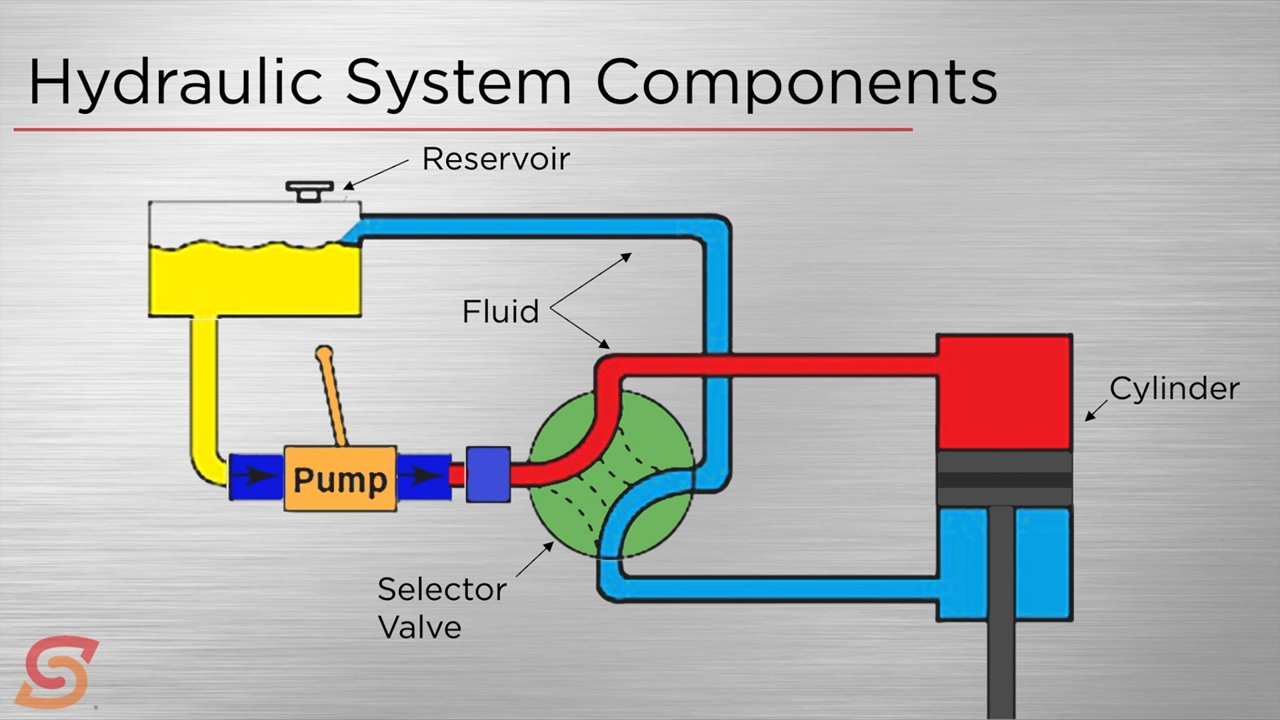 Hydraulic System Components
Reservoir
Fluid
Cylinder
Pump
Selector
Valve